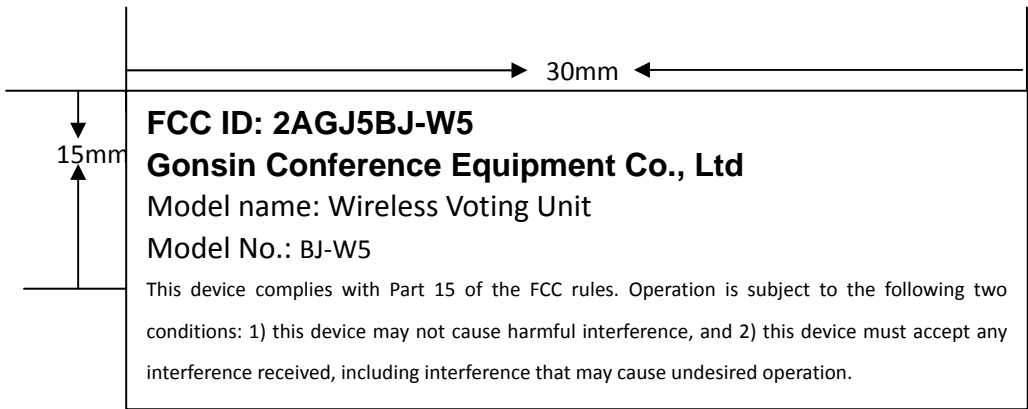 30mm
FCC ID: 2AGJ5BJ-W5
15mm
Gonsin Conference Equipment Co., Ltd
Model name: Wireless Voting Unit
Model No.: BJ-W5
This device complies with Part 15 of the FCC rules. Operation is subject to the following two
conditions: 1) this device may not cause harmful interference, and 2) this device must accept any
interference received, including interference that may cause undesired operation.